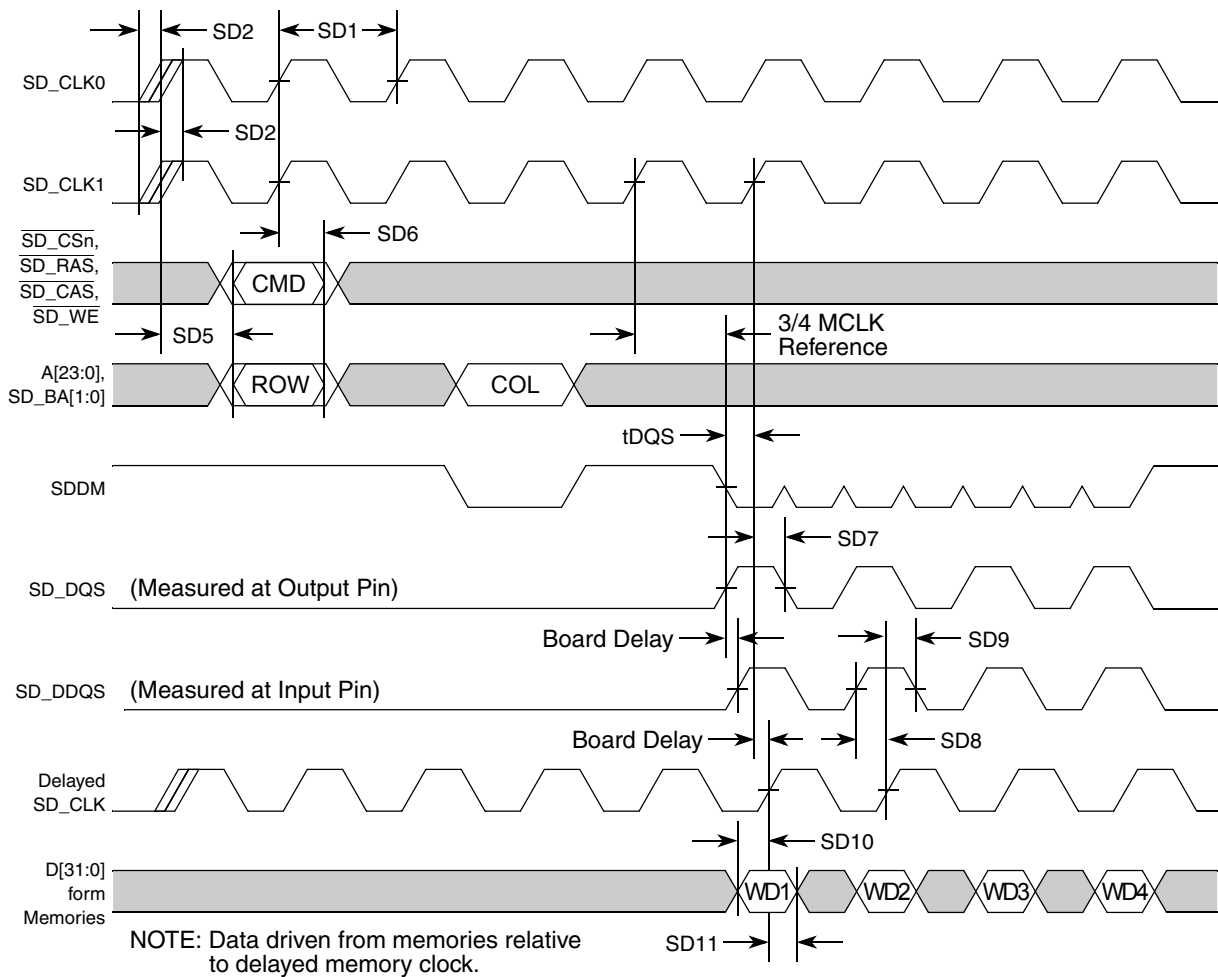 SD2
SD1
SD_CLK0
SD2
SD_CLK1
SD_CSn,
SD_RAS,
SD_CAS,
SD_WE
SD6
CMD
SD5
3/4 MCLK
Reference
A[23:0],
SD_BA[1:0]
ROW
COL
tDQS
SDDM
SD7
SD_DQS
(Measured at Output Pin)
Board Delay
SD9
SD_DDQS
(Measured at Input Pin)
Board Delay
SD8
Delayed
SD_CLK
SD10
D[31:0]
form
Memories
WD1
WD2
WD3
WD4
NOTE: Data driven from memories relative
to delayed memory clock.
SD11